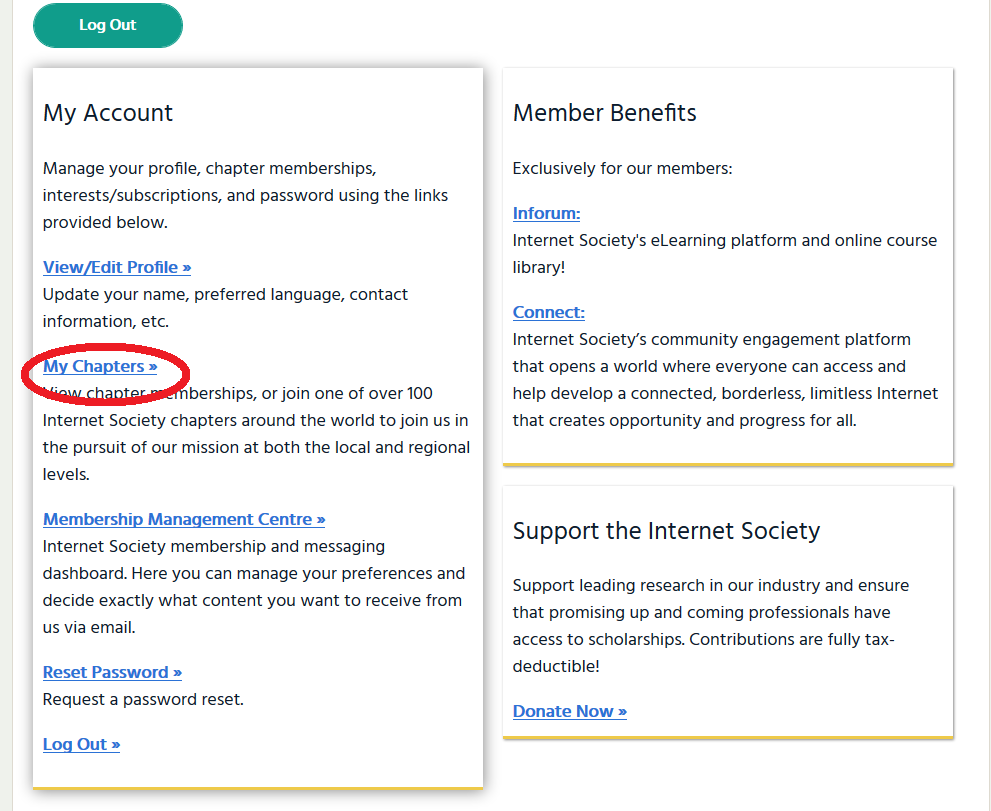 Log Out
My Account
Manage your profile, chapter memberships,
interests/subscriptions, and password using the links
provided below.
View/Edit Profile »
Update your name, preferred language, contact
information, etc.
My Chapters »
View chapter memberships, or join one of over 100
Internet Society chapters around the world to join us in
the pursuit of our mission at both the local and regional
levels.
Membership Management Centre »
Internet Society membership and messaging
dashboard. Here you can manage your preferences and
decide exactly what content you want to receive from
us via email.
Reset Password »
Request a password reset.
Log Out »
Member Benefits
Exclusively for our members:
Inforum:
Internet Society's eLearning platform and online course
library!
Connect:
Internet Society’s community engagement platform
that opens a world where everyone can access and
help develop a connected, borderless, limitless Internet
that creates opportunity and progress for all.
Support the Internet Society
Support leading research in our industry and ensure
that promising up and coming professionals have
access to scholarships. Contributions are fully tax-
deductible!
Donate Now »